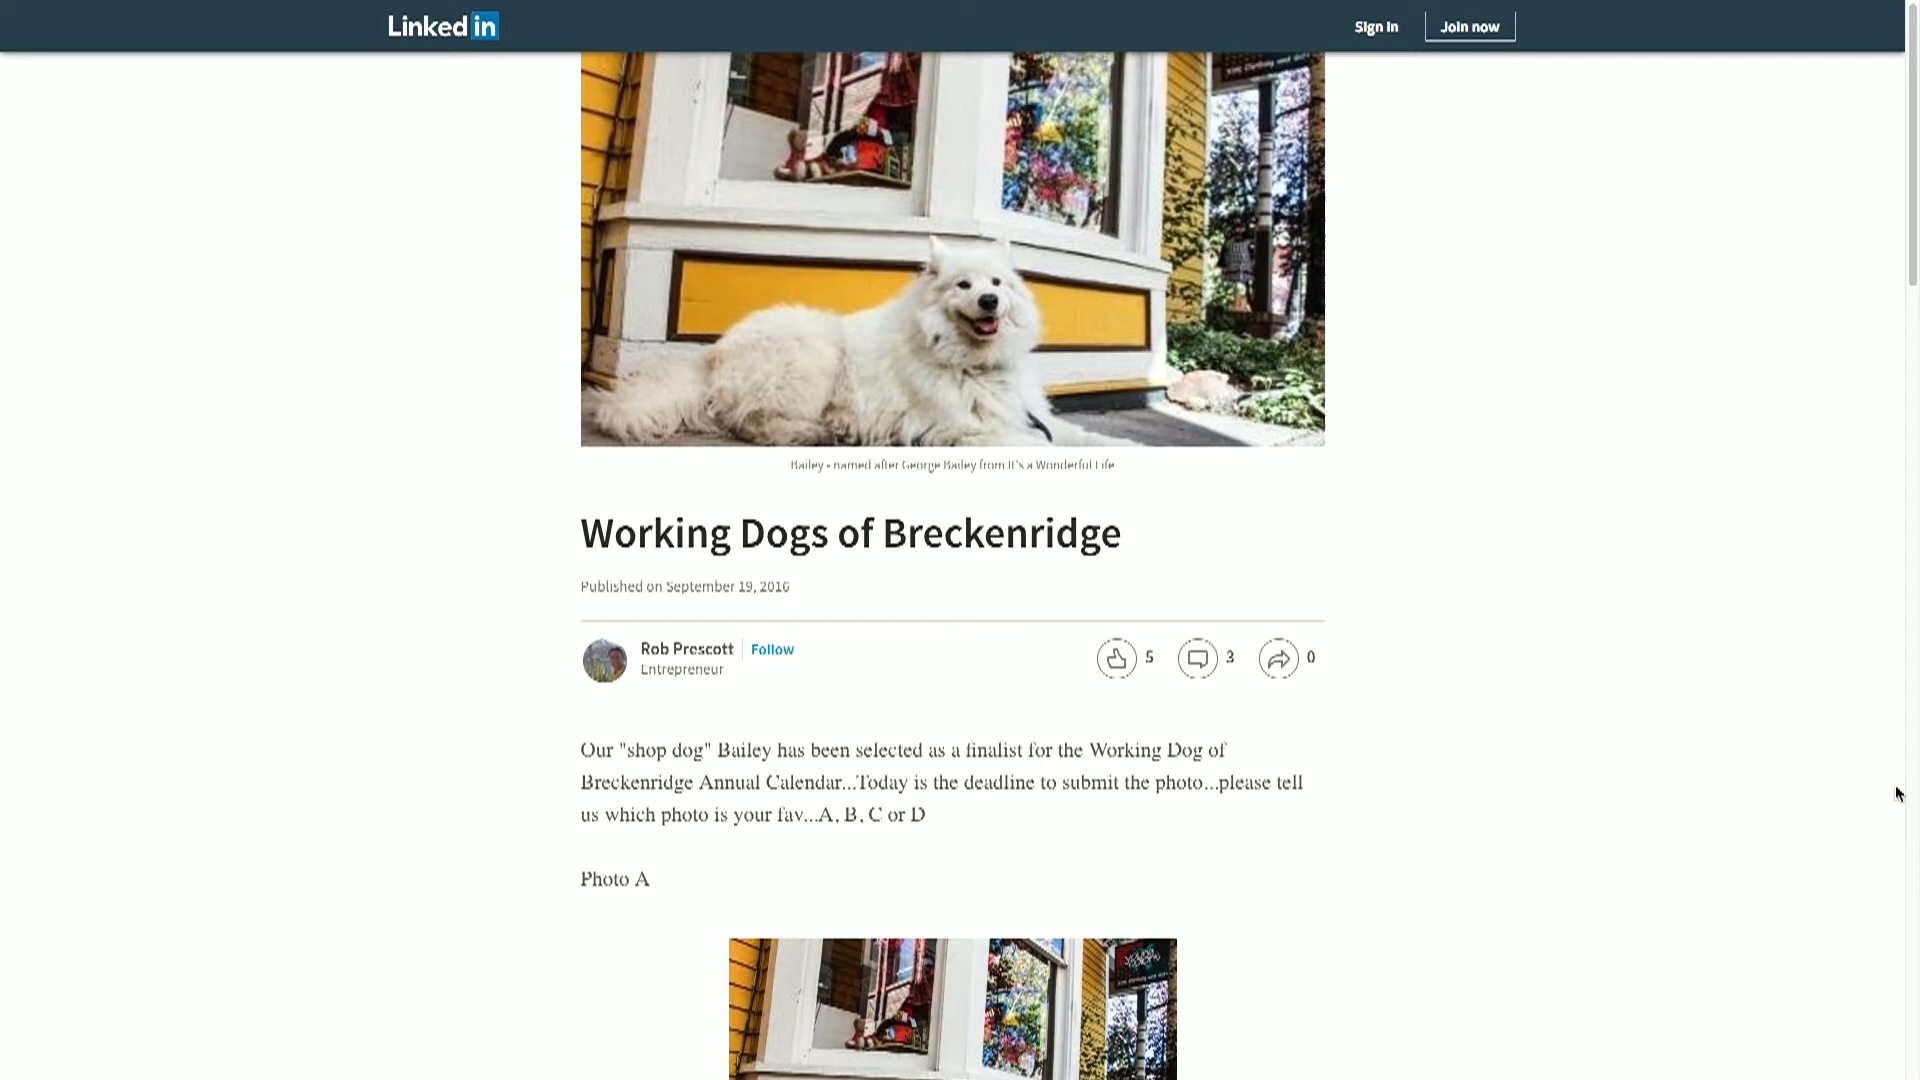 Linked in
Sign in
Join now
Bailey - named after George Bailey from It's a Wonderful Life
Working Dogs of Breckenridge
Published on September 19, 2016
Rob Prescott
Follow
Entrepreneur
5
3
0
Our "shop dog" Bailey has been selected as a finalist for the Working Dog of
Breckenridge Annual Calendar...Today is the deadline to submit the photo...please tell
us which photo is your fav...A, B, C or D
Photo A